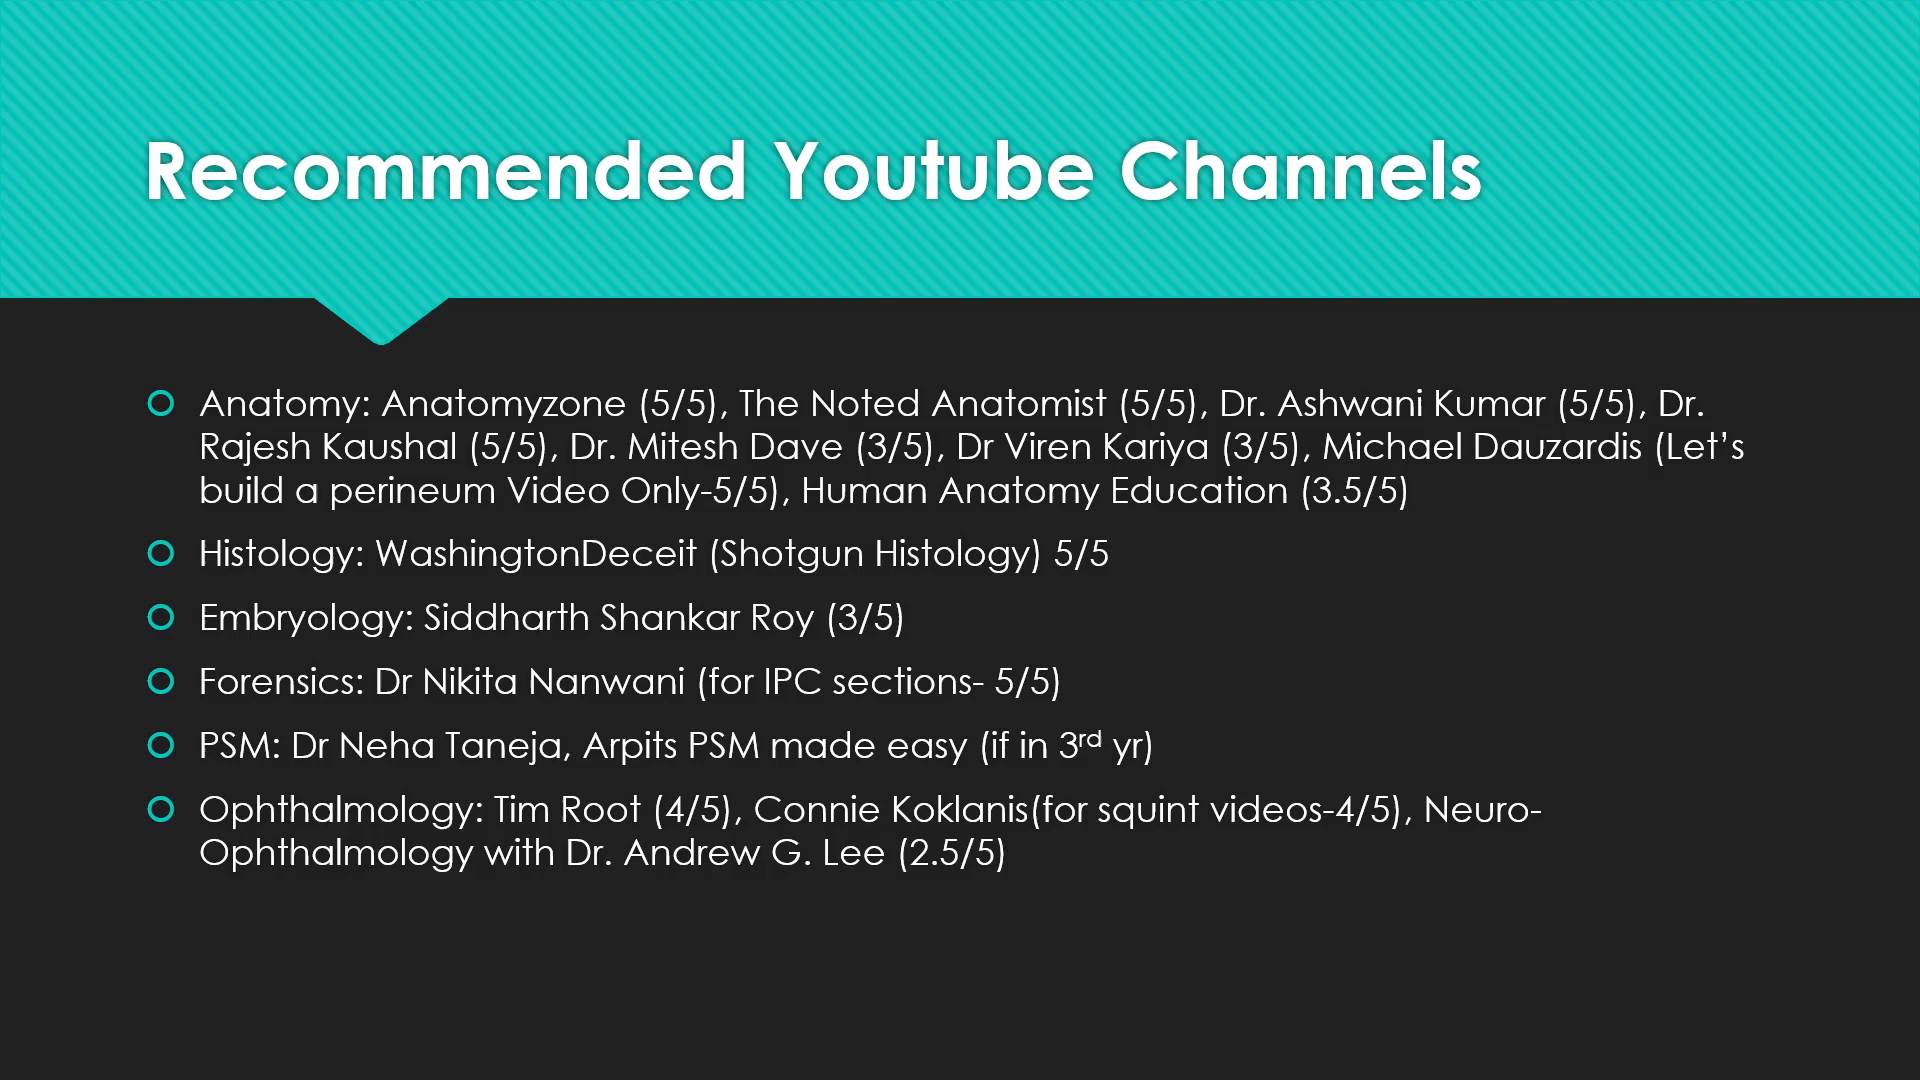 Recommended Youtube Channels
Anatomy: Anatomyzone (5/5), The Noted Anatomist (5/5), Dr. Ashwani Kumar (5/5), Dr.
Rajesh Kaushal (5/5), Dr. Mitesh Dave (3/5), Dr Viren Kariya (3/5), Michael Dauzardis (Let’s
build a perineum Video Only-5/5), Human Anatomy Education (3.5/5)
Histology: WashingtonDeceit (Shotgun Histology) 5/5
Embryology: Siddharth Shankar Roy (3/5)
Forensics: Dr Nikita Nanwani (for IPC sections- 5/5)
PSM: Dr Neha Taneja, Arpits PSM made easy (if in 3rd yr)
Ophthalmology: Tim Root (4/5), Connie Koklanis(for squint videos-4/5), Neuro-
Ophthalmology with Dr. Andrew G. Lee (2.5/5)